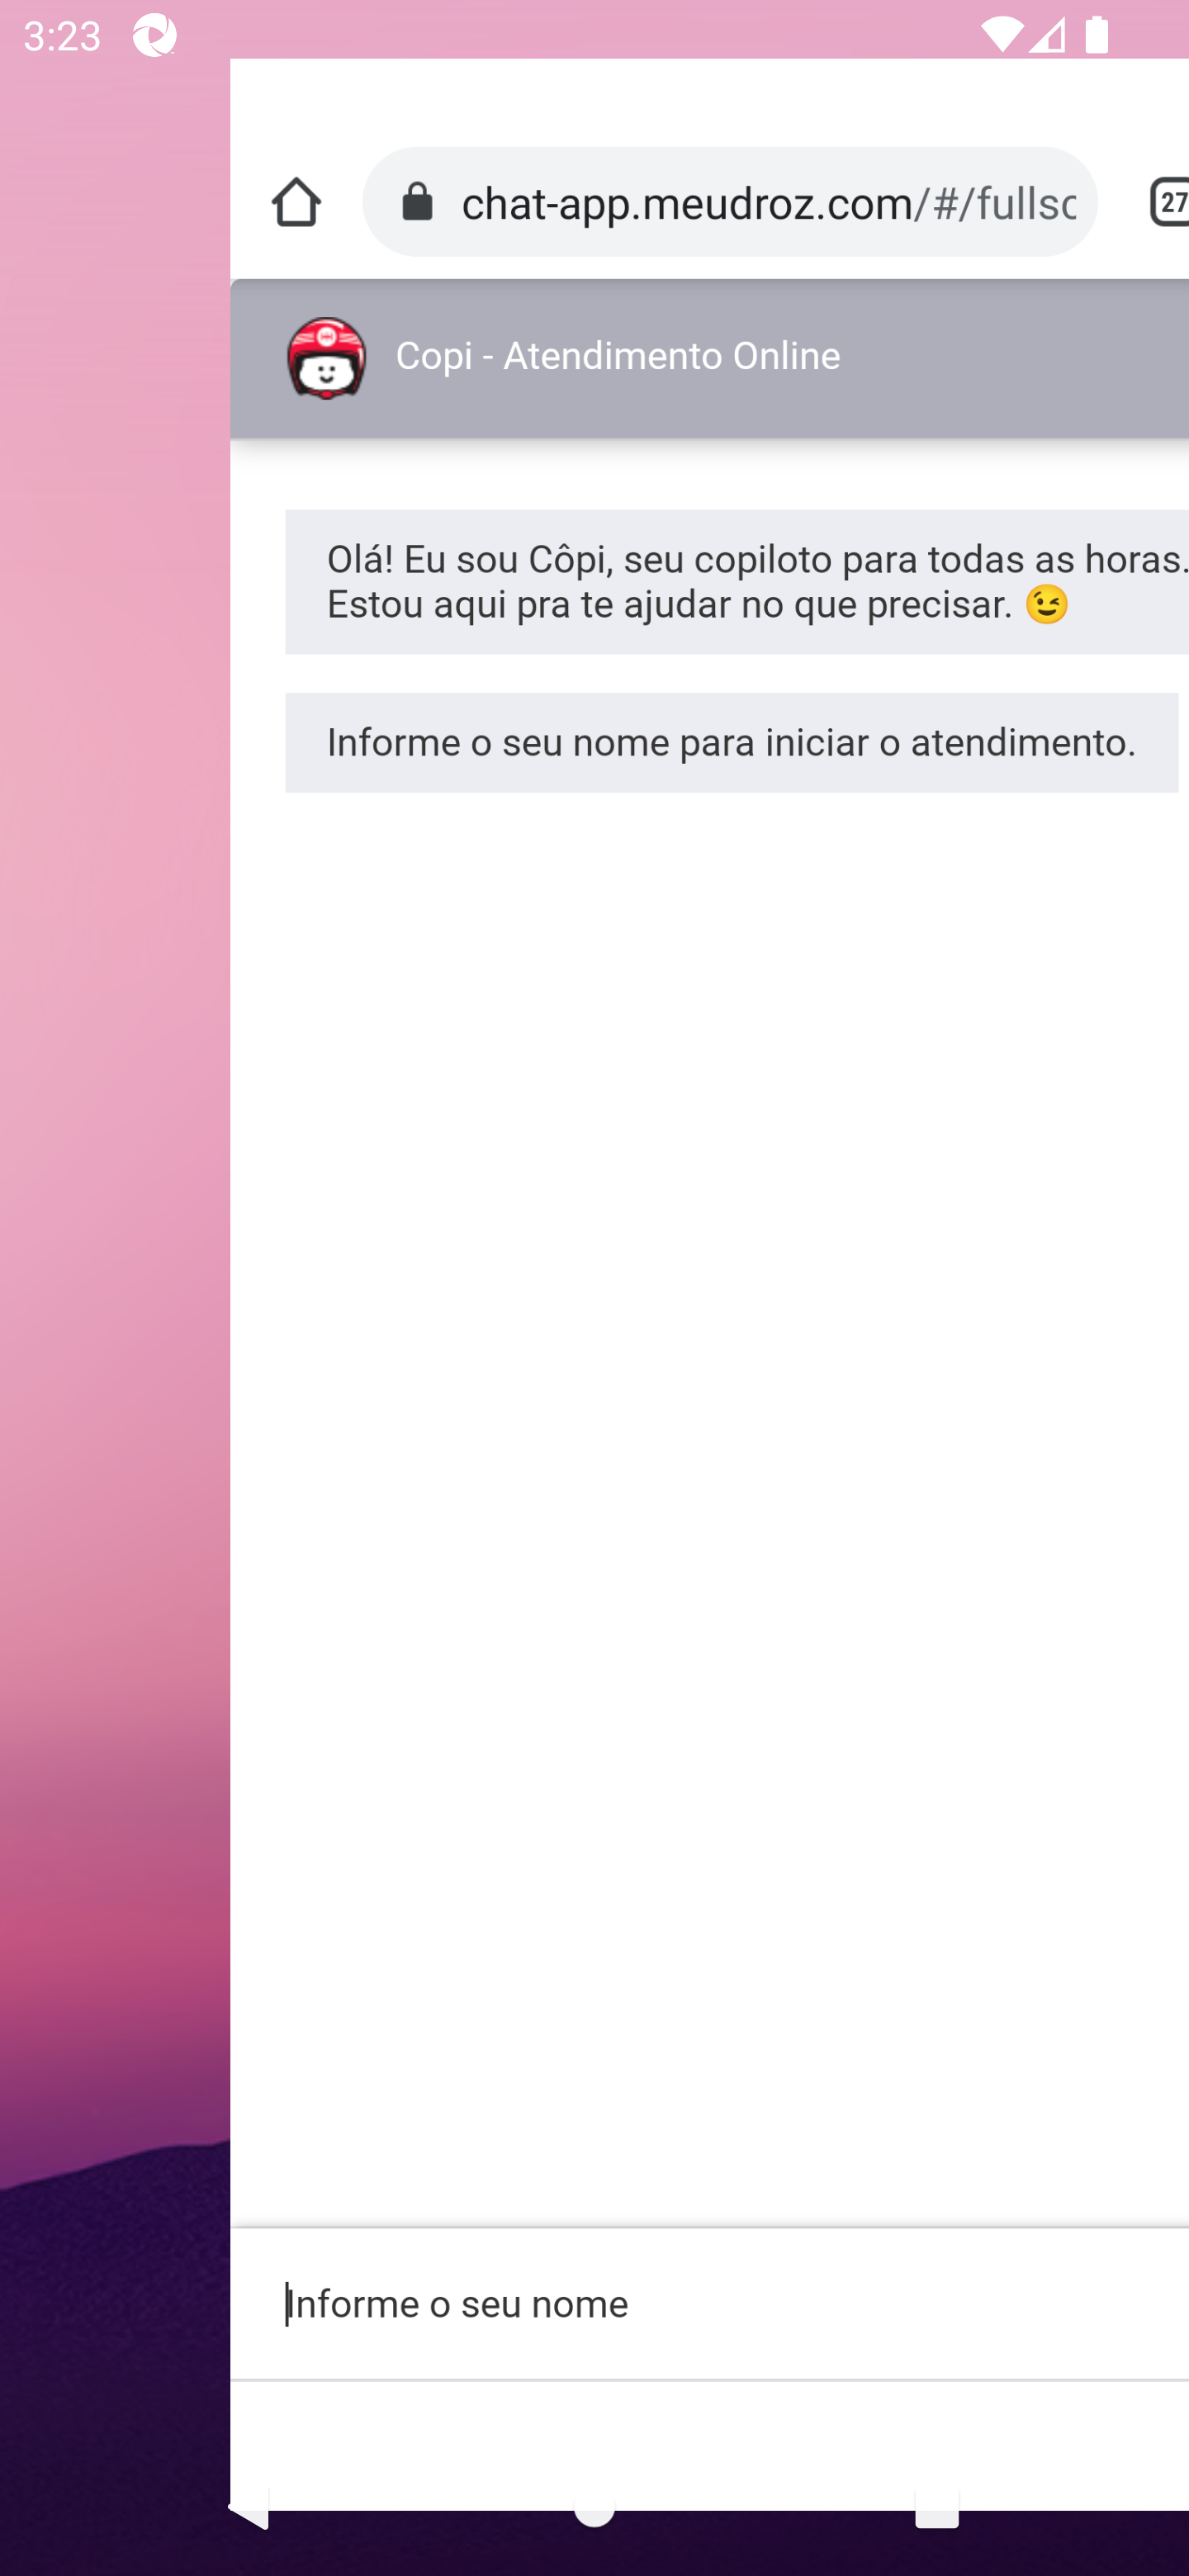 3:23
chat-app.meudroz.com/#/fullsc
27
Copi - Atendimento Online
Olá! Eu sou Côpi, seu copiloto para todas as horas.
Estou aqui pra te ajudar no que precisar. 😉
Informe o seu nome para iniciar o atendimento.
Informe o seu nome